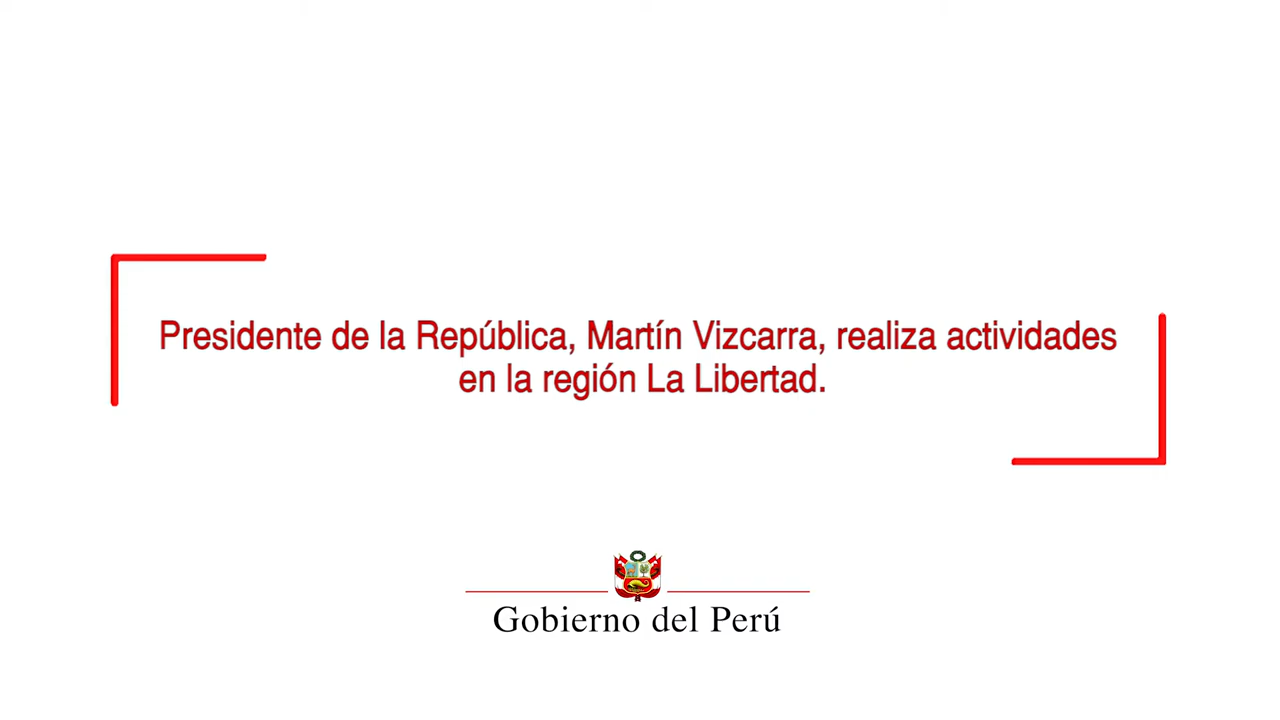 Presidente de la República, Martín Vizcarra, realiza actividades
en la región La Libertad.
Gobierno del Perú